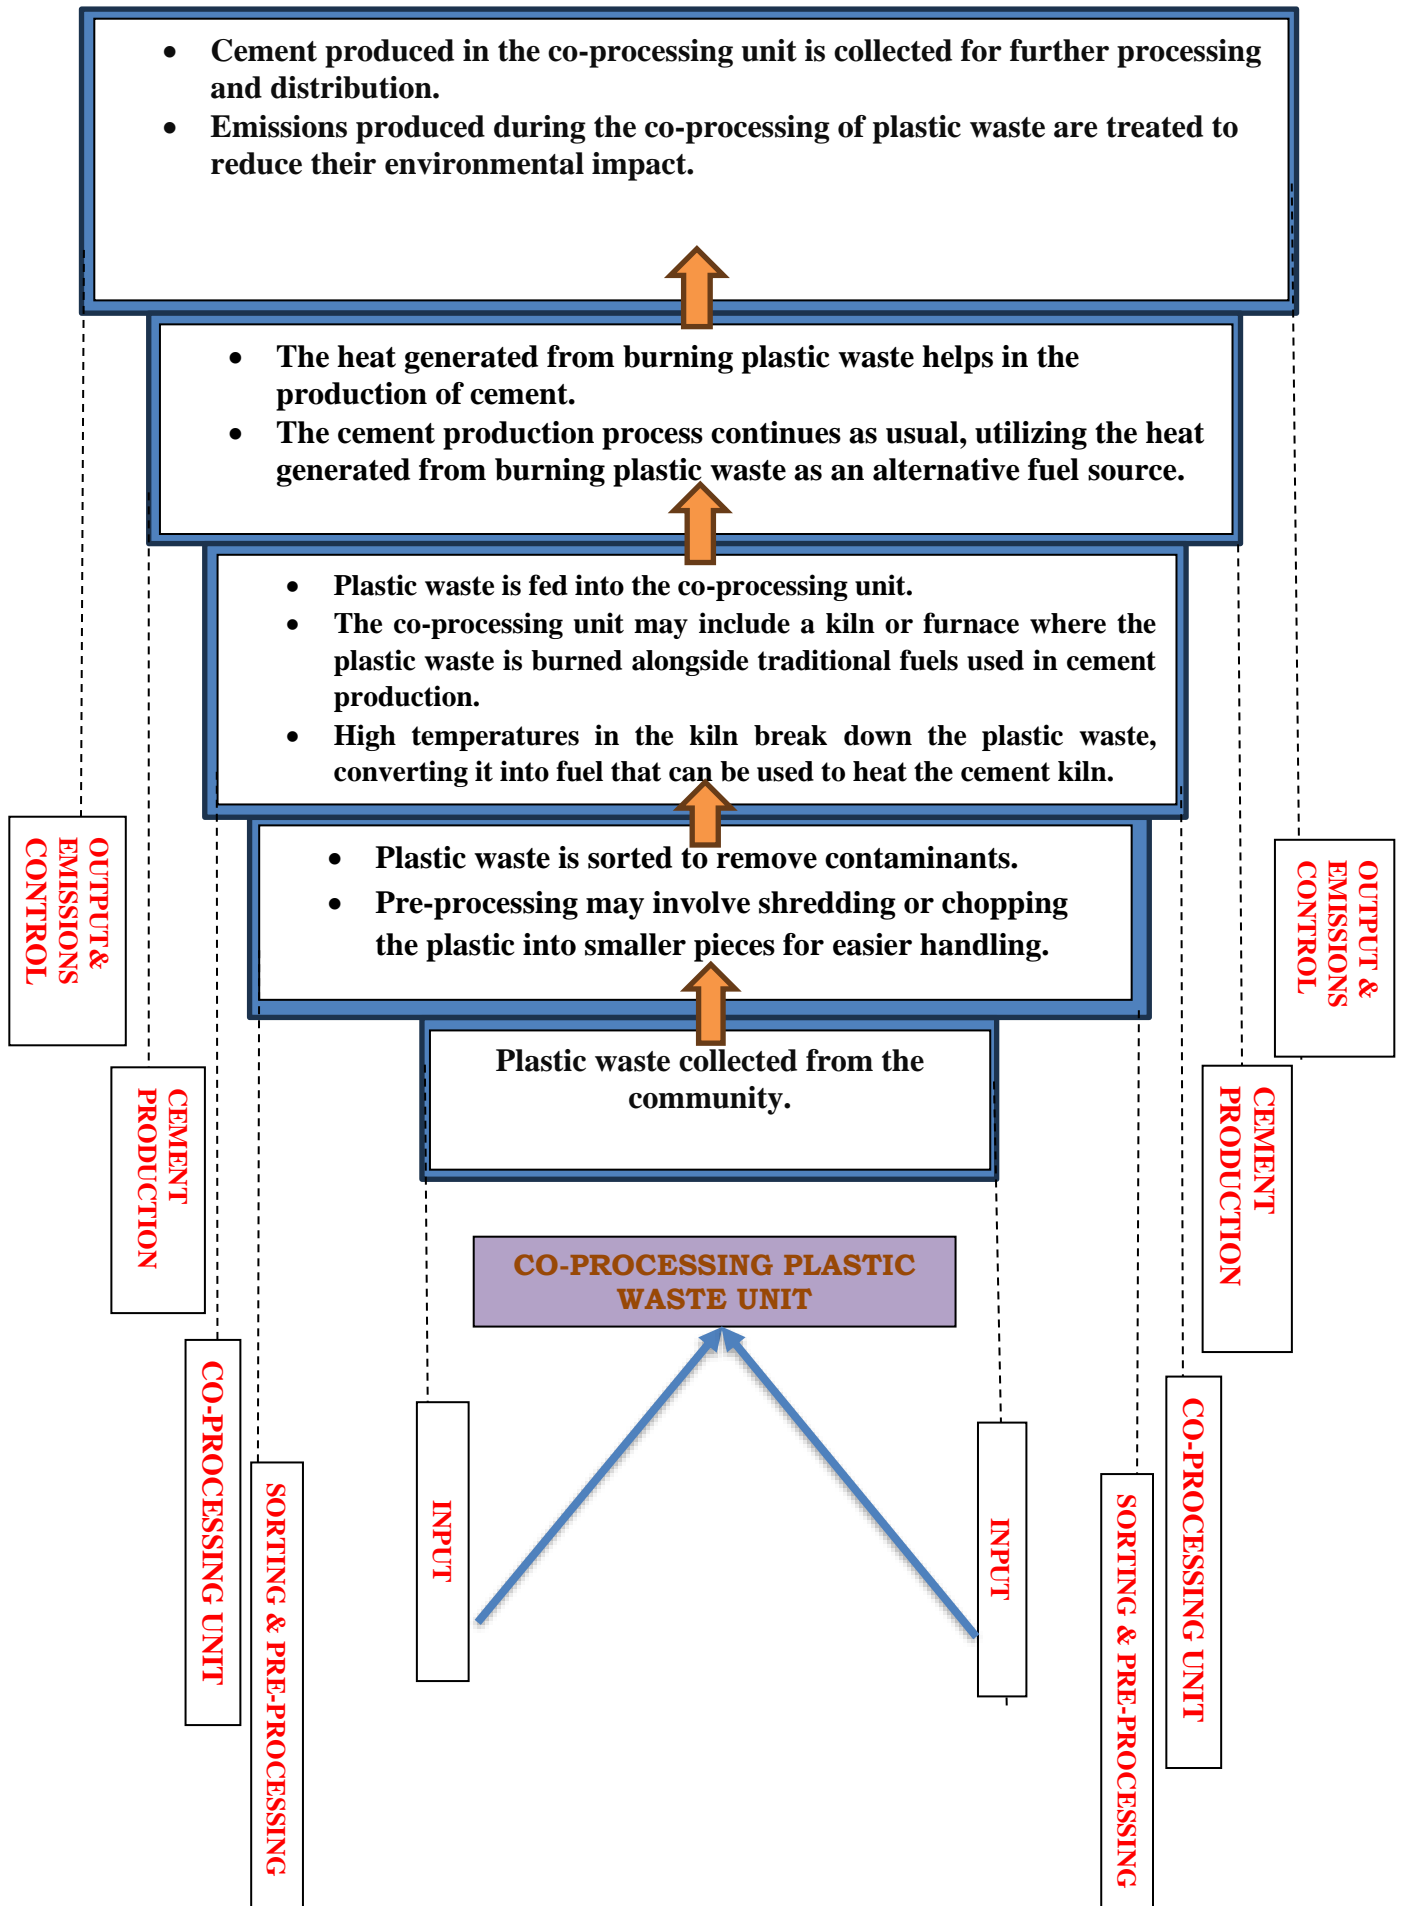 • Cement produced in the co-processing unit is collected for further processing
and distribution.
• Emissions produced during the co-processing of plastic waste are treated to
reduce their environmental impact.
• The heat generated from burning plastic waste helps in the
production of cement.
• The cement production process continues as usual, utilizing the heat
generated from burning plastic waste as an alternative fuel source.
• Plastic waste is fed into the co-processing unit.
• The co-processing unit may include a kiln or furnace where the
plastic waste is burned alongside traditional fuels used in cement
production.
• High temperatures in the kiln break down the plastic waste,
converting it into fuel that can be used to heat the cement kiln.
• Plastic waste is sorted to remove contaminants.
• Pre-processing may involve shredding or chopping
the plastic into smaller pieces for easier handling.
Plastic waste collected from the
community.
CO-PROCESSING PLASTIC
WASTE UNIT
OUTPUT&
EMISSIONS
CONTROL
CEMENT
PRODUCTION
CO-PROCESSING UNIT
SORTING & PRE-PROCESSING
INPUT
INPUT
SORTING & PRE-PROCESSING
CO-PROCESSING UNIT
CEMENT
PRODUCTION
OUTPUT &
EMISSIONS
CONTROL